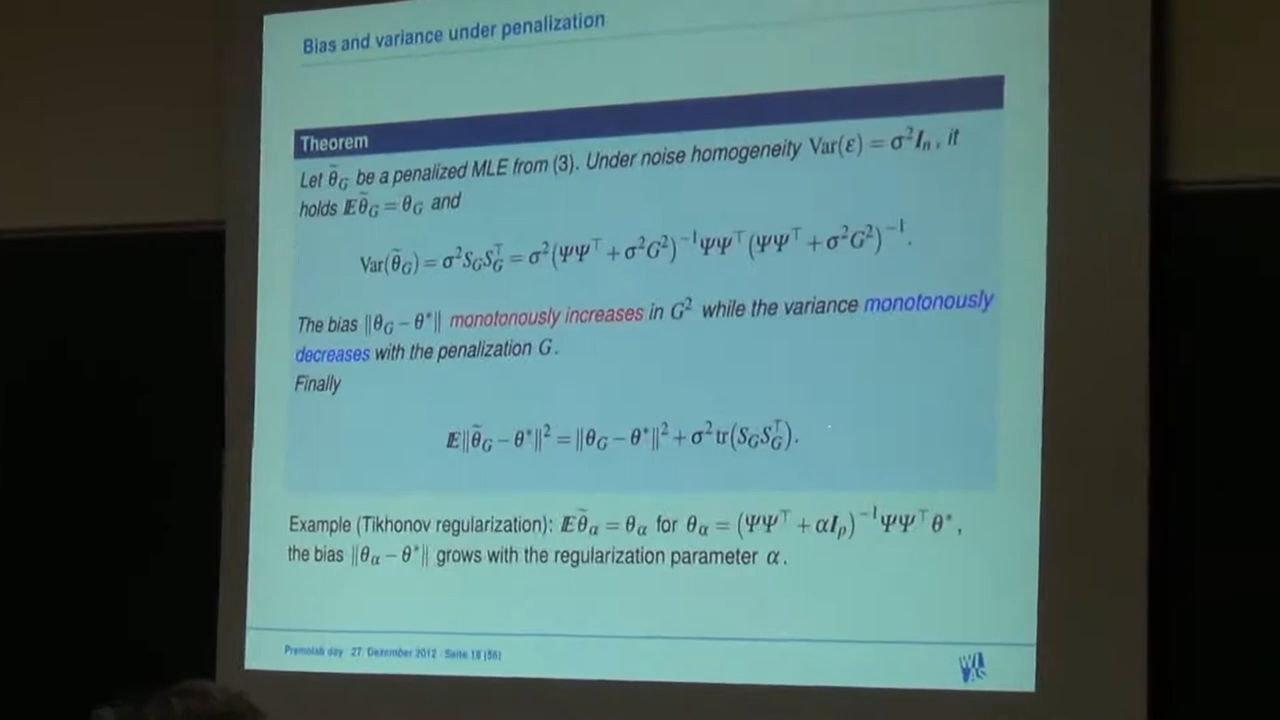 Bias and variance under penalization
Theorem
Let θ̃_G be a penalized MLE from (3). Under noise homogeneity Var(ε) = σ²I_n, it
holds 𝔼θ̃_G = θ_G and
Var(θ̃_G) = σ²S_G S_G^⊤ = σ²(ΨΨ^⊤ + σ²G²)^{-1}ΨΨ^⊤(ΨΨ^⊤ + σ²G²)^{-1}.
The bias ‖θ_G − θ*‖ monotonously increases in G² while the variance monotonously
decreases with the penalization G.
Finally
𝔼‖θ̃_G − θ*‖² = ‖θ_G − θ*‖² + σ² tr(S_G S_G^⊤).
Example (Tikhonov regularization): 𝔼θ̃_α = θ_α for θ_α = (ΨΨ^⊤ + αI_p)^{-1}ΨΨ^⊤θ*,
the bias ‖θ_α − θ*‖ grows with the regularization parameter α.
Premolab day · 27. Dezember 2012 · Seite 18 (56)